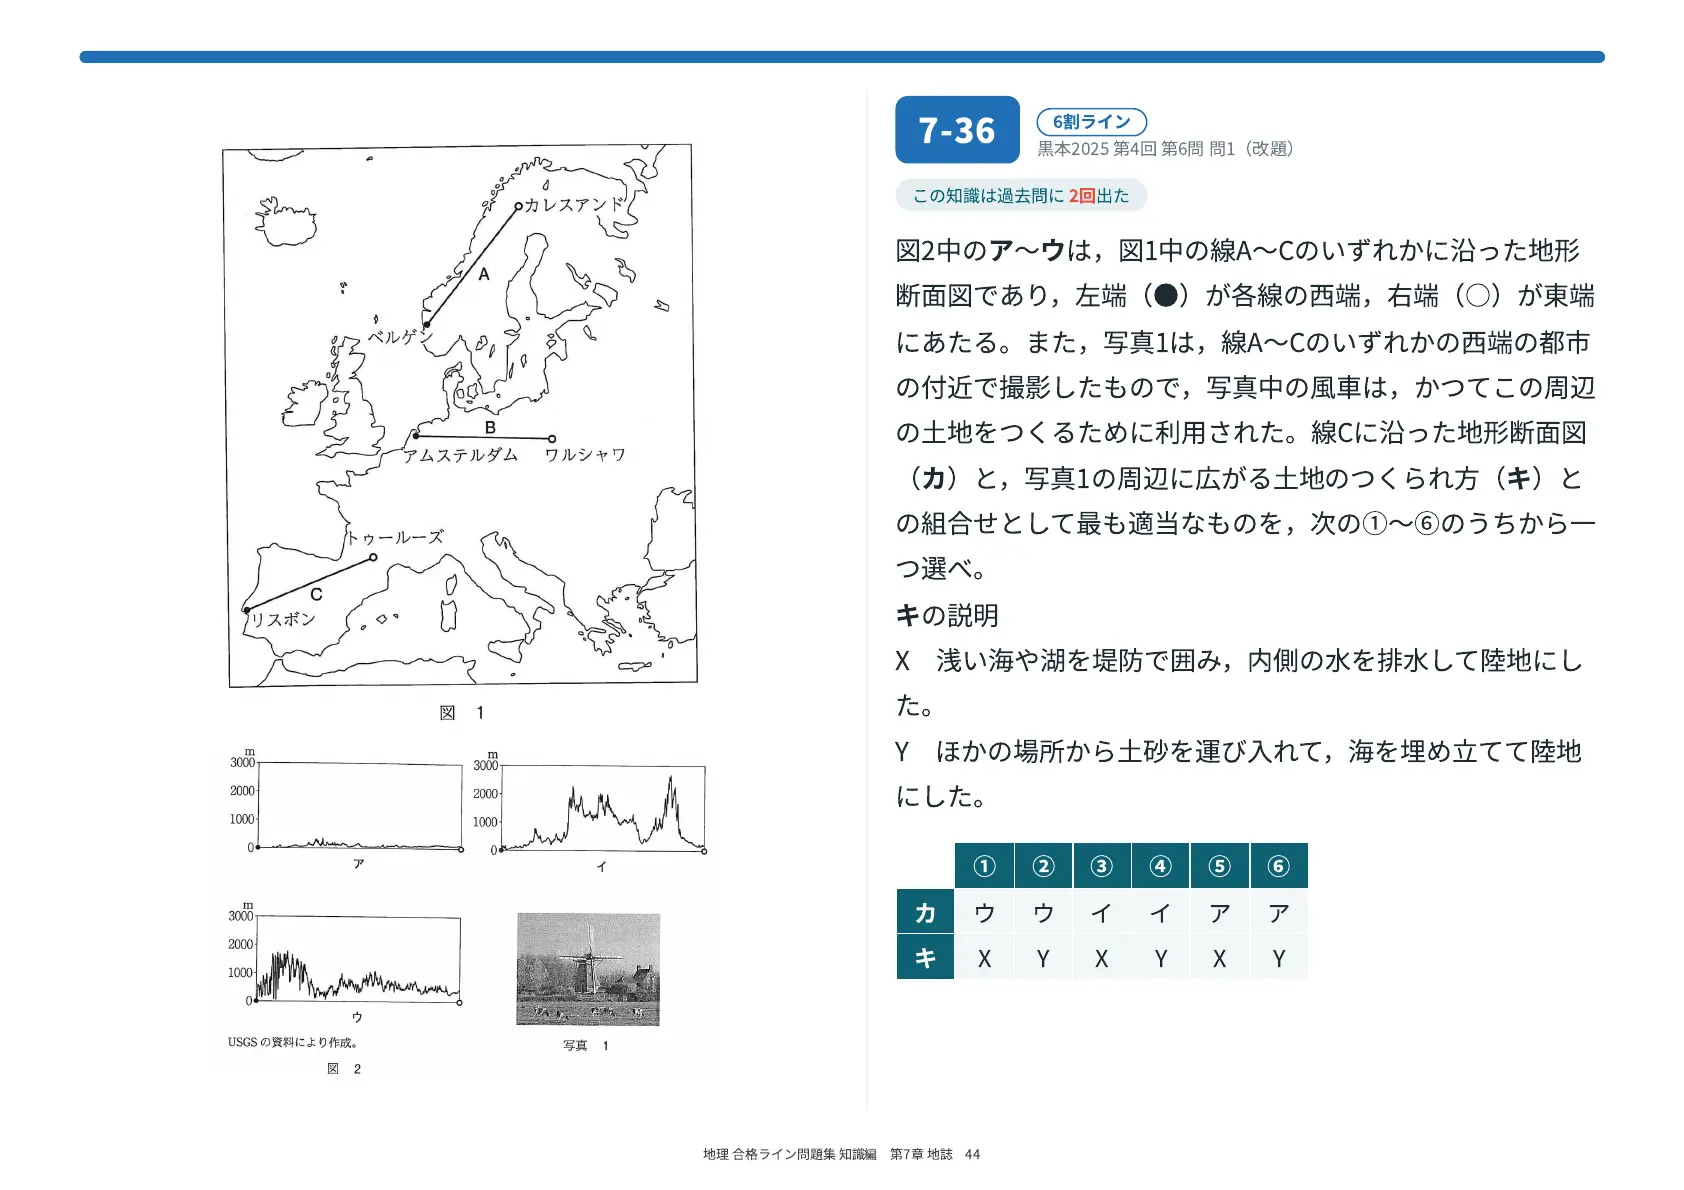 カレスアンド
A
ベルゲン
B
アムステルダム
ワルシャワ
トゥールーズ
C
リスボン
図 1
m
3000
2000
1000
0
ア
m
3000
2000
1000
0
イ
m
3000
2000
1000
0
ウ
USGSの資料により作成。
図 2
写真 1
7-36
6割ライン
黒本2025 第4回 第6問 問1（改題）
この知識は過去問に 2回出た
図2中のア～ウは，図1中の線A～Cのいずれかに沿った地形
断面図であり，左端（●）が各線の西端，右端（○）が東端
にあたる。また，写真1は，線A～Cのいずれかの西端の都市
の付近で撮影したもので，写真中の風車は，かつてこの周辺
の土地をつくるために利用された。線Cに沿った地形断面図
（カ）と，写真1の周辺に広がる土地のつくられ方（キ）と
の組合せとして最も適当なものを，次の①～⑥のうちから一
つ選べ。
キの説明
X　浅い海や湖を堤防で囲み，内側の水を排水して陸地にし
た。
Y　ほかの場所から土砂を運び入れて，海を埋め立てて陸地
にした。
① ② ③ ④ ⑤ ⑥
カ ウ ウ イ イ ア ア
キ X Y X Y X Y
地理 合格ライン問題集 知識編　第7章 地誌　44